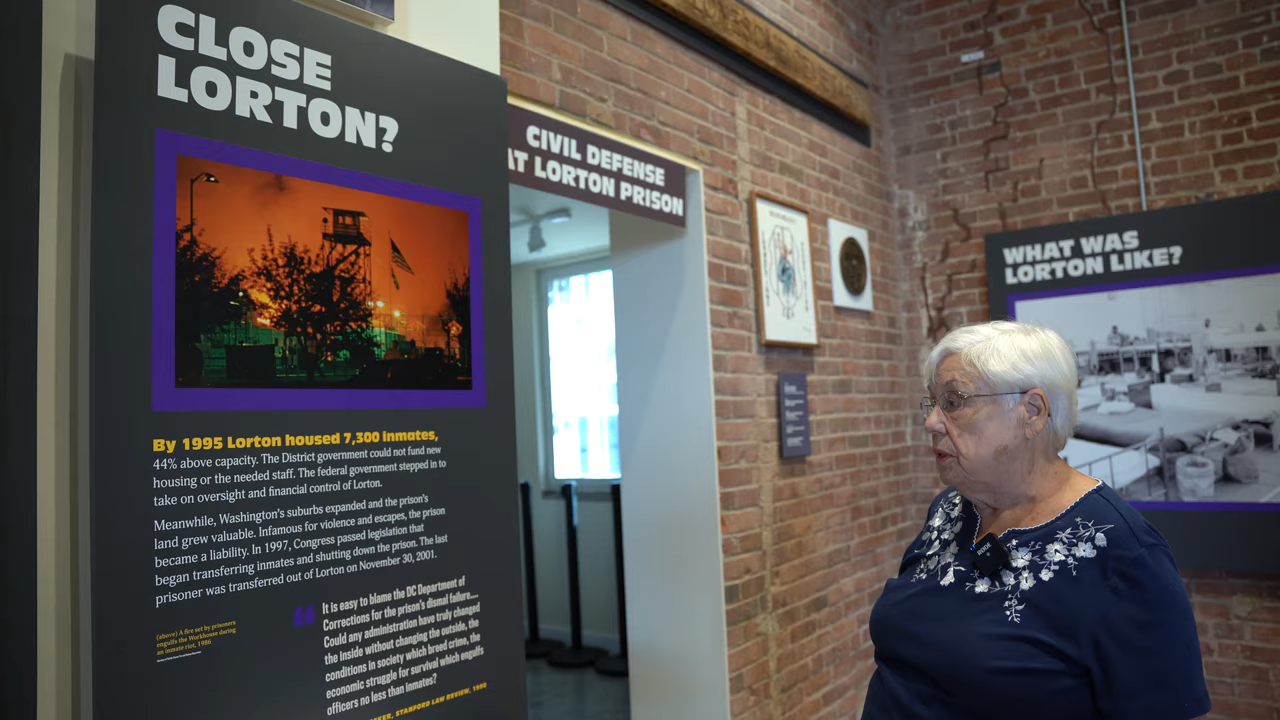 CLOSE
LORTON?
By 1995 Lorton housed 7,300 inmates,
44% above capacity. The District government could not fund new
housing or the needed staff. The federal government stepped in to
take on oversight and financial control of Lorton.
Meanwhile, Washington's suburbs expanded and the prison's
land grew valuable. Infamous for violence and escapes, the prison
became a liability. In 1997, Congress passed legislation that
began transferring inmates and shutting down the prison. The last
prisoner was transferred out of Lorton on November 30, 2001.
(above) A fire set by prisoners
engulfs the Workhouse during
an inmate riot, 1986
It is easy to blame the DC Department of
Corrections for the prison's dismal failure....
Could any administration have truly changed
the inside without changing the outside, the
conditions in society which breed crime, the
economic struggle for survival which engulfs
officers no less than inmates?
STANFORD LAW REVIEW, 1990
CIVIL DEFENSE
AT LORTON PRISON
WHAT WAS
LORTON LIKE?